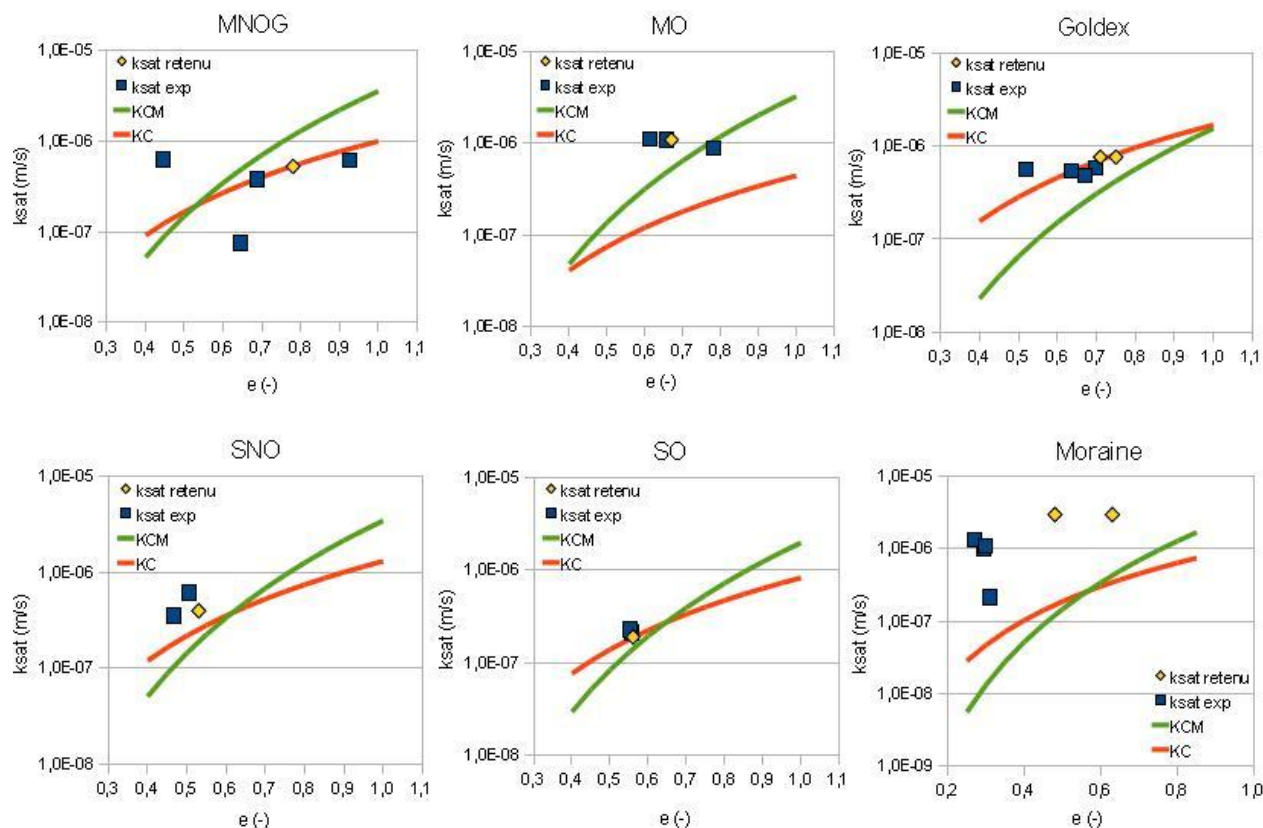 MNOG
1,0E-05
1,0E-06
1,0E-07
1,0E-08
ksat (m/s)
ksat retenu
ksat exp
KCM
KC
0,3 0,4 0,5 0,6 0,7 0,8 0,9 1,0 1,1
e (-)
MO
1,0E-05
1,0E-06
1,0E-07
1,0E-08
ksat (m/s)
ksat retenu
ksat exp
KCM
KC
0,3 0,4 0,5 0,6 0,7 0,8 0,9 1,0 1,1
e (-)
Goldex
1,0E-05
1,0E-06
1,0E-07
1,0E-08
ksat (m/s)
ksat retenu
ksat exp
KCM
KC
0,3 0,4 0,5 0,6 0,7 0,8 0,9 1,0 1,1
e (-)
SNO
1,0E-05
1,0E-06
1,0E-07
1,0E-08
ksat (m/s)
ksat retenu
ksat exp
KCM
KC
0,3 0,4 0,5 0,6 0,7 0,8 0,9 1,0 1,1
e (-)
SO
1,0E-05
1,0E-06
1,0E-07
1,0E-08
ksat (m/s)
ksat retenu
ksat exp
KCM
KC
0,3 0,4 0,5 0,6 0,7 0,8 0,9 1,0 1,1
e (-)
Moraine
1,0E-05
1,0E-06
1,0E-07
1,0E-08
1,0E-09
ksat (m/s)
ksat retenu
ksat exp
KCM
KC
0,2 0,4 0,6 0,8 1,0
e (-)